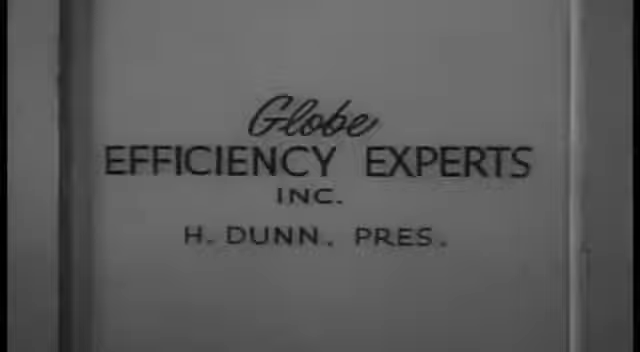 Globe
EFFICIENCY EXPERTS
INC.
H. DUNN. PRES.